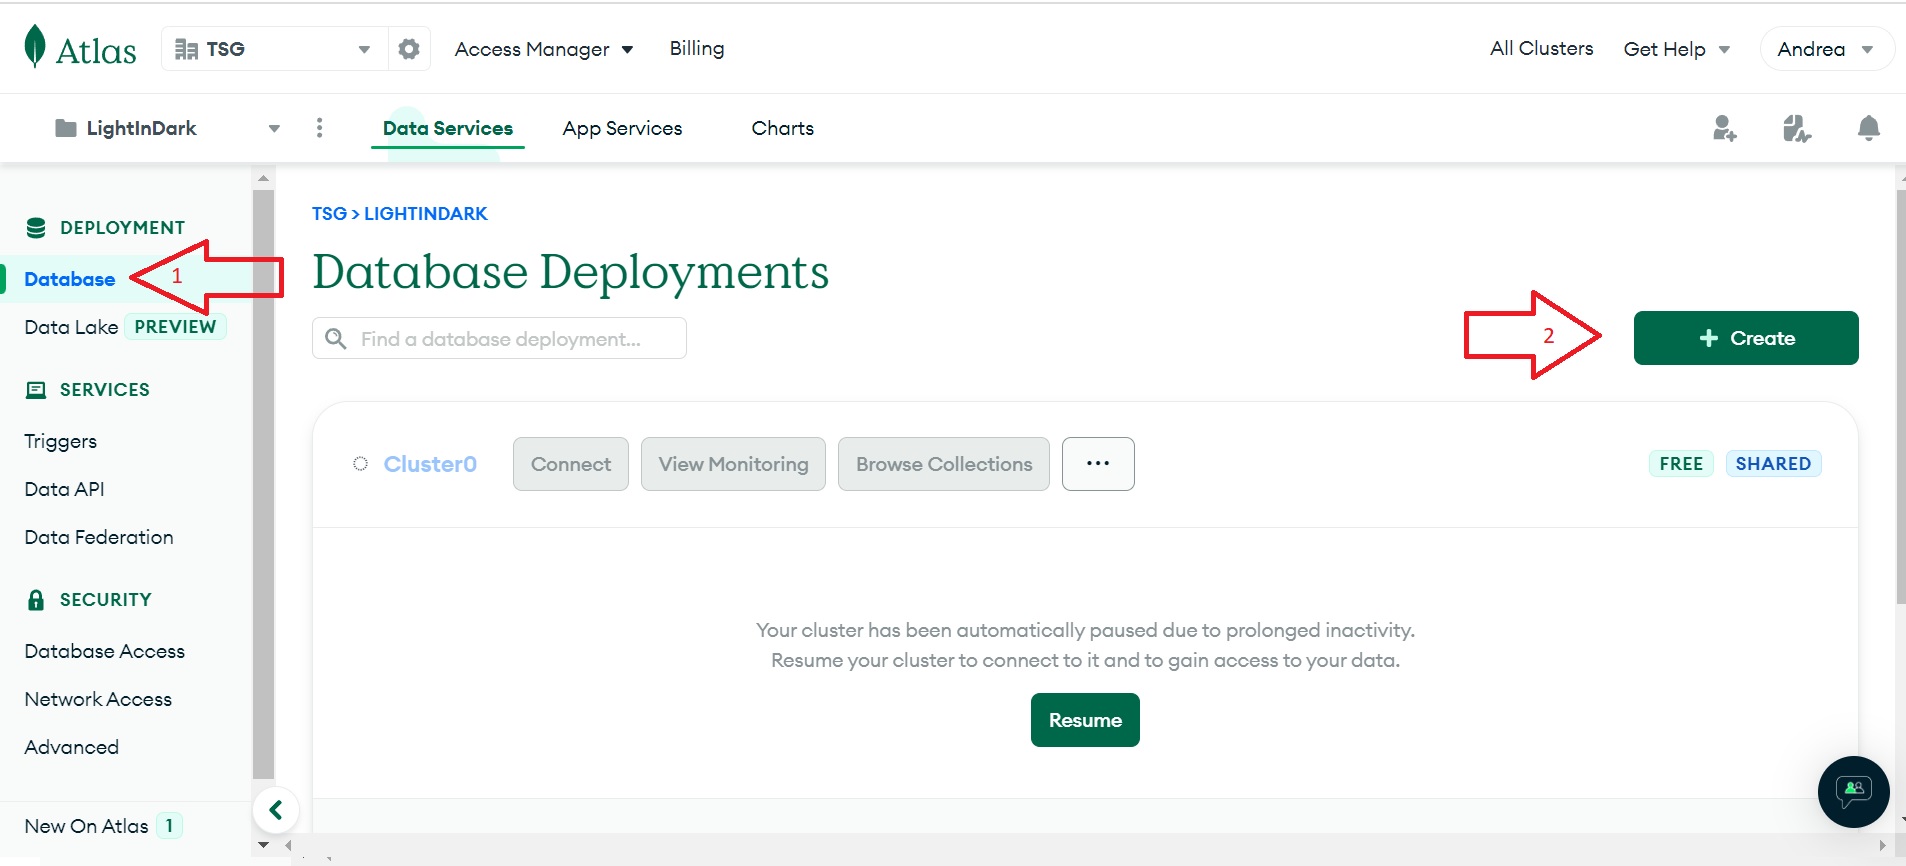 Atlas TSG Access Manager Billing All Clusters Get Help Andrea
LightInDark Data Services App Services Charts
DEPLOYMENT
Database 1
Data Lake PREVIEW
SERVICES
Triggers
Data API
Data Federation
SECURITY
Database Access
Network Access
Advanced
New On Atlas 1
TSG > LIGHTINDARK
Database Deployments
Find a database deployment...
2 + Create
Cluster0 Connect View Monitoring Browse Collections ... FREE SHARED
Your cluster has been automatically paused due to prolonged inactivity.
Resume your cluster to connect to it and to gain access to your data.
Resume